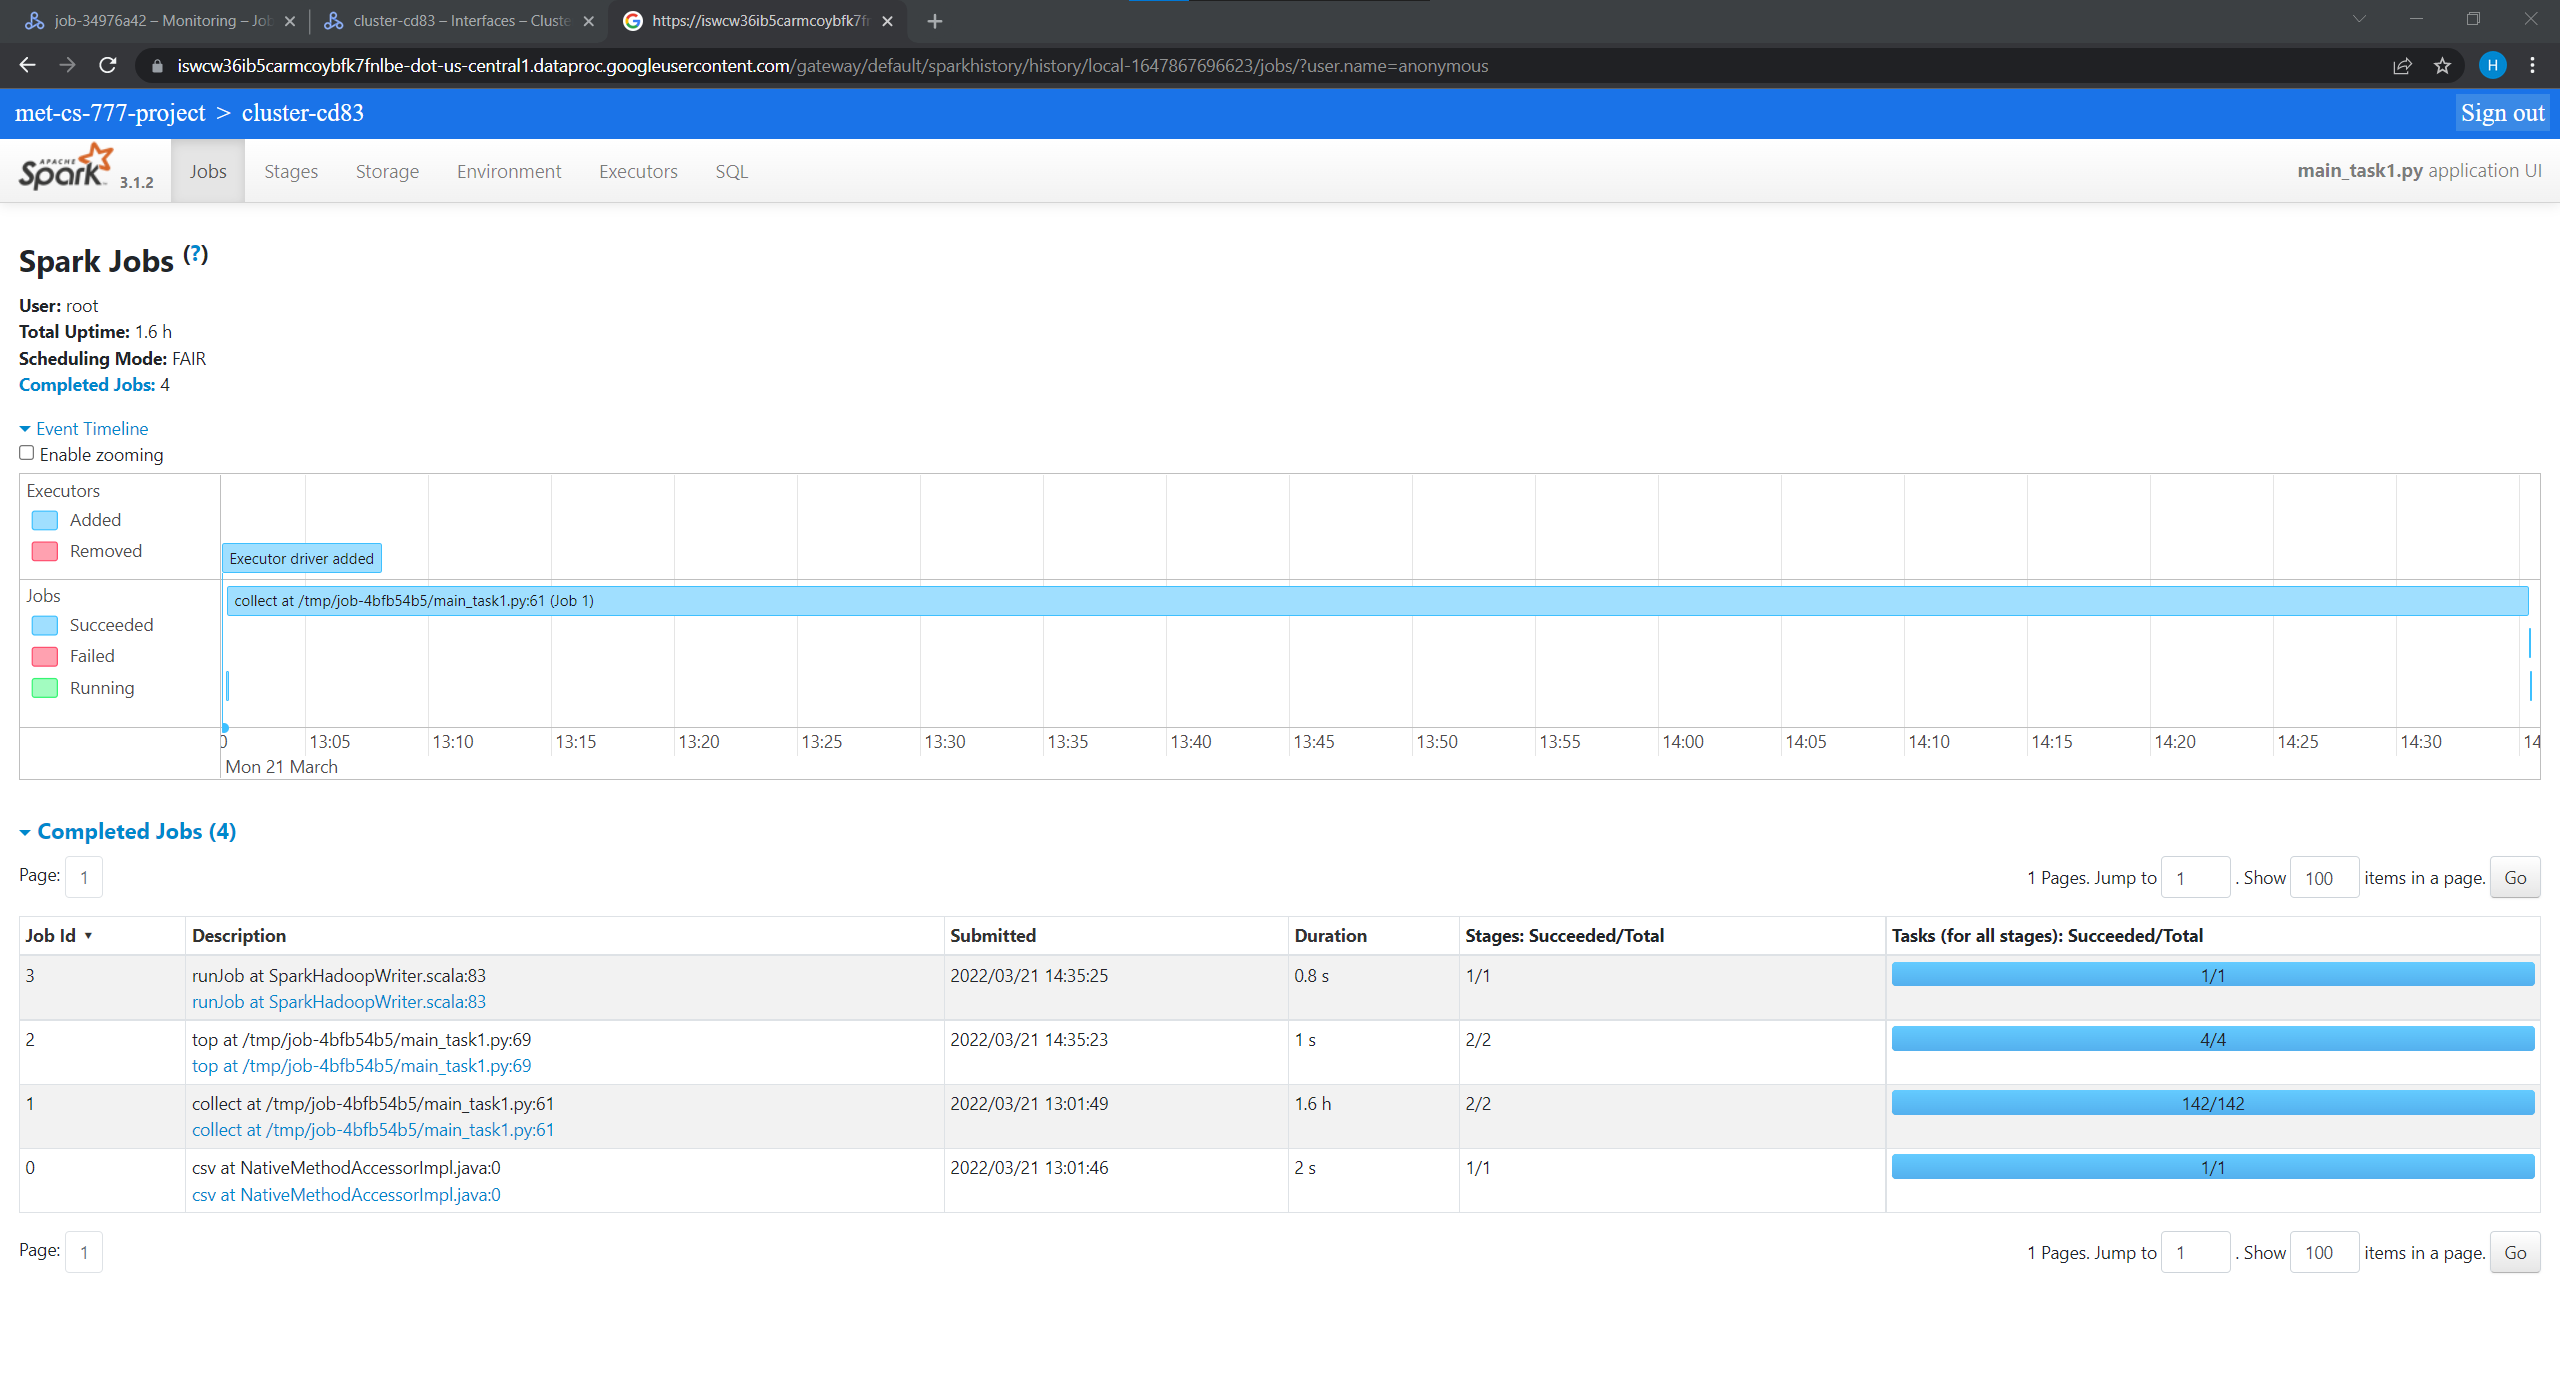 job-34976a42 – Monitoring – Job
cluster-cd83 – Interfaces – Cluste
https://iswcw36ib5carmcoybfk7fn
iswcw36ib5carmcoybfk7fnlbe-dot-us-central1.dataproc.googleusercontent.com/gateway/default/sparkhistory/history/local-1647867696623/jobs/?user.name=anonymous
H
met-cs-777-project > cluster-cd83
Sign out
APACHE Spark 3.1.2
Jobs
Stages
Storage
Environment
Executors
SQL
main_task1.py application UI
Spark Jobs (?)
User: root
Total Uptime: 1.6 h
Scheduling Mode: FAIR
Completed Jobs: 4
Event Timeline
Enable zooming
Executors
Added
Removed
Executor driver added
Jobs
Succeeded
Failed
Running
collect at /tmp/job-4bfb54b5/main_task1.py:61 (Job 1)
0 13:05 13:10 13:15 13:20 13:25 13:30 13:35 13:40 13:45 13:50 13:55 14:00 14:05 14:10 14:15 14:20 14:25 14:30 14
Mon 21 March
Completed Jobs (4)
Page: 1
1 Pages. Jump to 1 . Show 100 items in a page. Go
Job Id ▾ Description Submitted Duration Stages: Succeeded/Total Tasks (for all stages): Succeeded/Total
3 runJob at SparkHadoopWriter.scala:83 2022/03/21 14:35:25 0.8 s 1/1 1/1
runJob at SparkHadoopWriter.scala:83
2 top at /tmp/job-4bfb54b5/main_task1.py:69 2022/03/21 14:35:23 1 s 2/2 4/4
top at /tmp/job-4bfb54b5/main_task1.py:69
1 collect at /tmp/job-4bfb54b5/main_task1.py:61 2022/03/21 13:01:49 1.6 h 2/2 142/142
collect at /tmp/job-4bfb54b5/main_task1.py:61
0 csv at NativeMethodAccessorImpl.java:0 2022/03/21 13:01:46 2 s 1/1 1/1
csv at NativeMethodAccessorImpl.java:0
Page: 1
1 Pages. Jump to 1 . Show 100 items in a page. Go